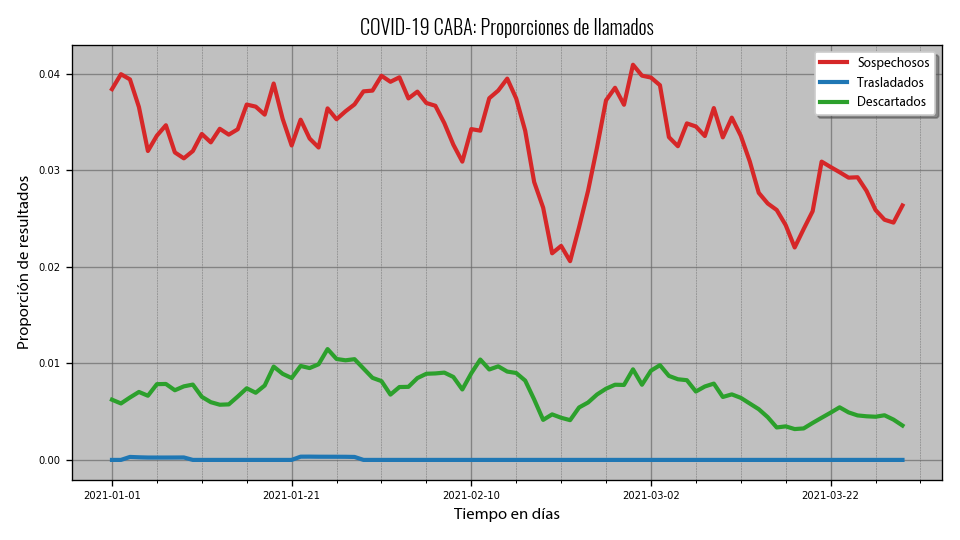 COVID-19 CABA: Proporciones de llamados
Sospechosos
Trasladados
Descartados
Proporción de resultados
0.04
0.03
0.02
0.01
0.00
2021-01-01
2021-01-21
2021-02-10
2021-03-02
2021-03-22
Tiempo en días